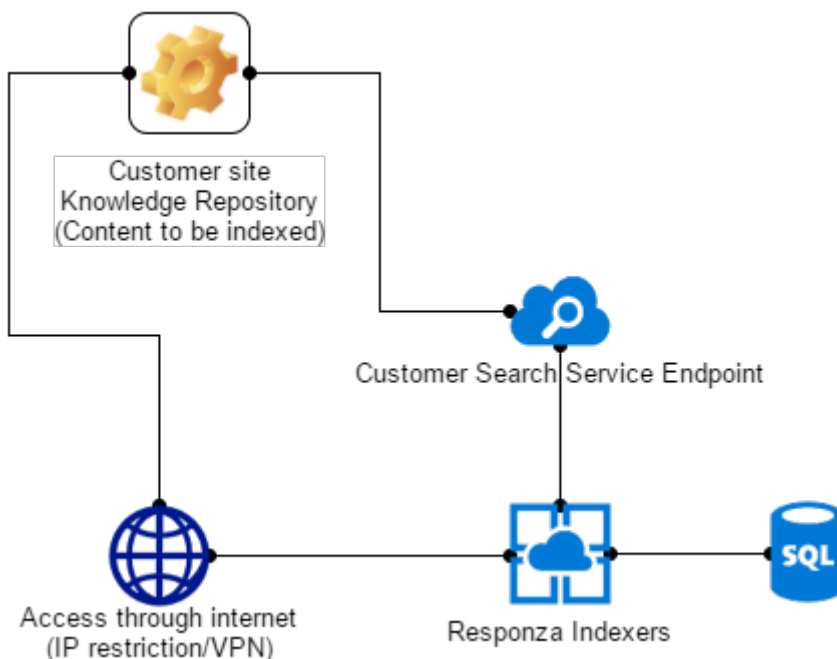 Customer site
Knowledge Repository
(Content to be indexed)
Customer Search Service Endpoint
SQL
Access through internet
(IP restriction/VPN)
Responza Indexers